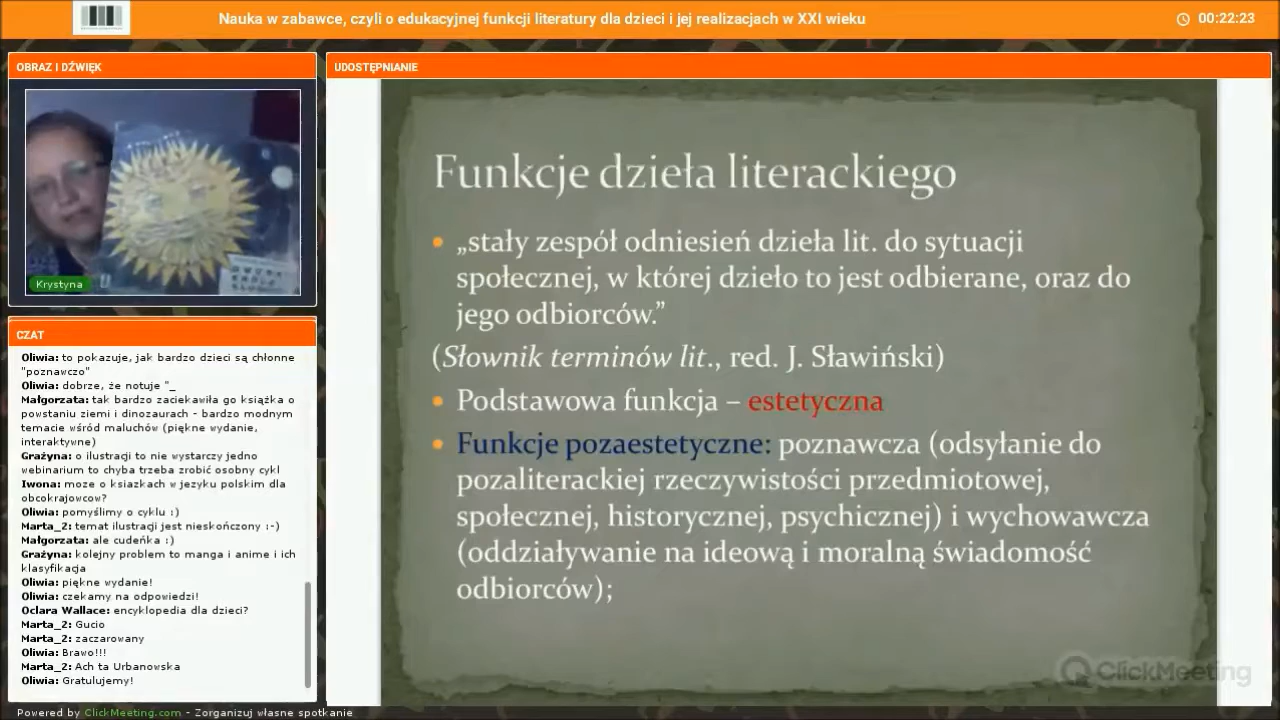 Nauka w zabawce, czyli o edukacyjnej funkcji literatury dla dzieci i jej realizacjach w XXI wieku
00:22:23
OBRAZ I DŹWIĘK
Krystyna
CZAT
Oliwia: to pokazuje, jak bardzo dzieci są chłonne
"poznawczo"
Oliwia: dobrze, że notuje "_
Małgorzata: tak bardzo zaciekawiła go książka o
powstaniu ziemi i dinozaurach - bardzo modnym
temacie wśród maluchów (piękne wydanie,
interaktywne)
Grażyna: o ilustracji to nie wystarczy jedno
webinarium to chyba trzeba zrobić osobny cykl
Iwona: moze o ksiazkach w jezyku polskim dla
obcokrajowcow?
Oliwia: pomyślimy o cyklu :)
Marta_2: temat ilustracji jest nieskończony :-)
Małgorzata: ale cudeńka :)
Grażyna: kolejny problem to manga i anime i ich
klasyfikacja
Oliwia: piękne wydanie!
Oliwia: czekamy na odpowiedzi!
Oclara Wallace: encyklopedia dla dzieci?
Marta_2: Gucio
Marta_2: zaczarowany
Oliwia: Brawo!!!
Marta_2: Ach ta Urbanowska
Oliwia: Gratulujemy!
UDOSTĘPNIANIE
Funkcje dzieła literackiego
• „stały zespół odniesień dzieła lit. do sytuacji
społecznej, w której dzieło to jest odbierane, oraz do
jego odbiorców.”
(Słownik terminów lit., red. J. Sławiński)
• Podstawowa funkcja – estetyczna
• Funkcje pozaestetyczne: poznawcza (odsyłanie do
pozaliterackiej rzeczywistości przedmiotowej,
społecznej, historycznej, psychicznej) i wychowawcza
(oddziaływanie na ideową i moralną świadomość
odbiorców);
ClickMeeting
Powered by ClickMeeting.com - Zorganizuj własne spotkanie